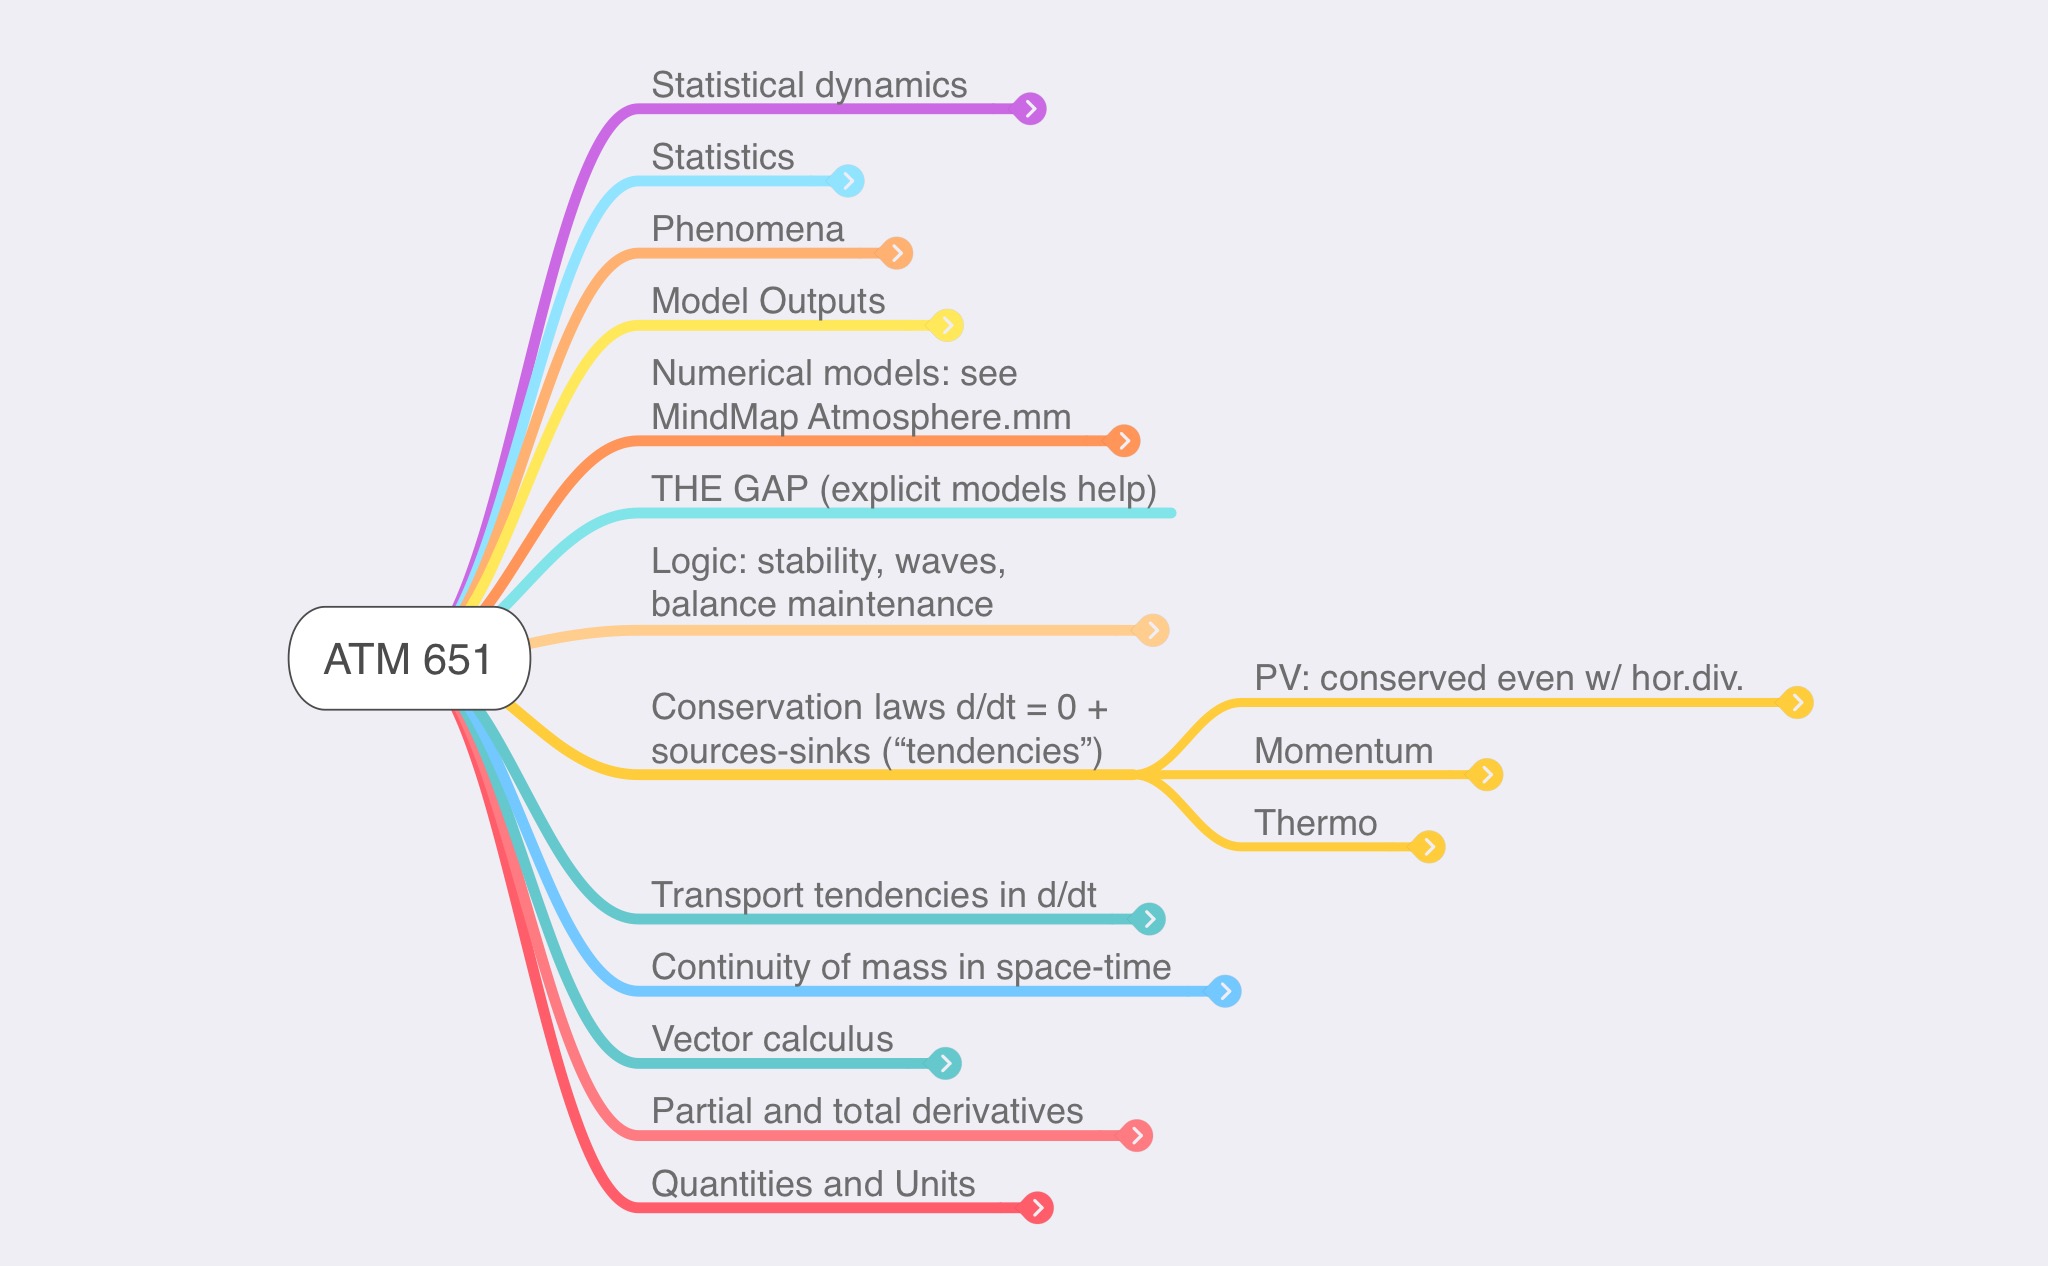 Statistical dynamics
Statistics
Phenomena
Model Outputs
Numerical models: see
MindMap Atmosphere.mm
THE GAP (explicit models help)
Logic: stability, waves,
balance maintenance
ATM 651
Conservation laws d/dt = 0 +
sources-sinks (“tendencies”)
PV: conserved even w/ hor.div.
Momentum
Thermo
Transport tendencies in d/dt
Continuity of mass in space-time
Vector calculus
Partial and total derivatives
Quantities and Units